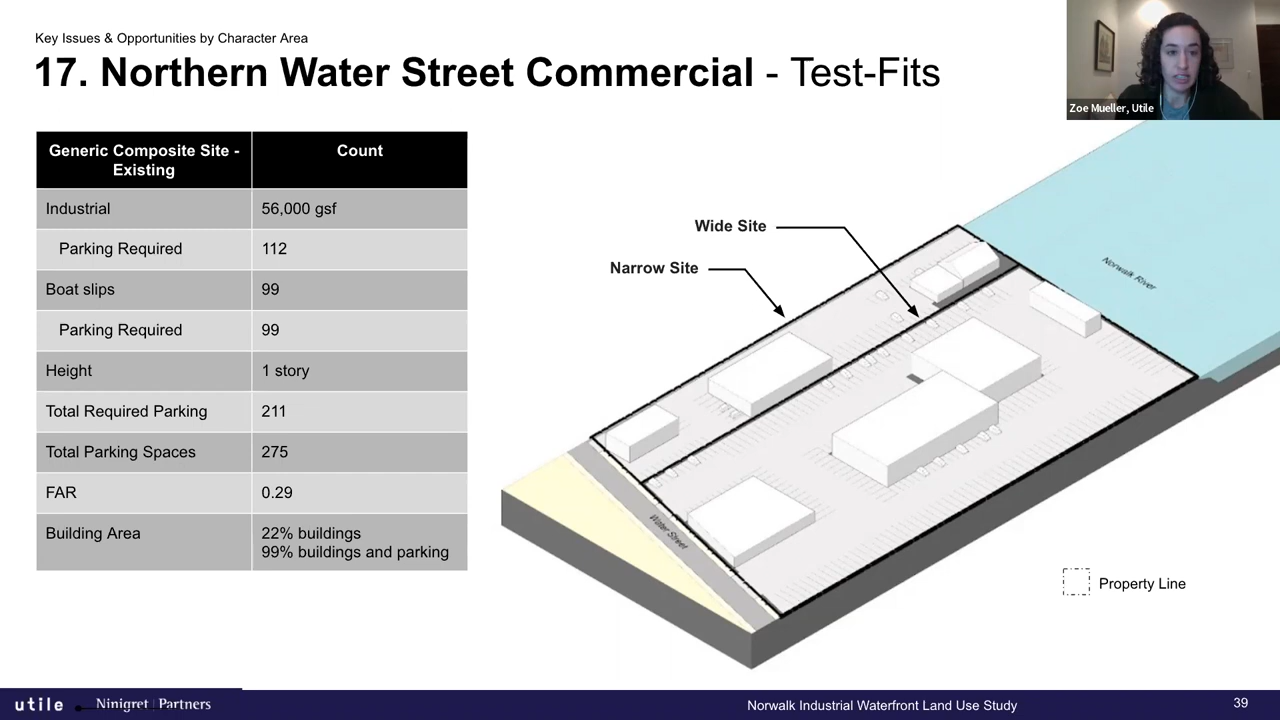 Key Issues & Opportunities by Character Area
17. Northern Water Street Commercial - Test-Fits
Zoe Mueller, Utile
Generic Composite Site -
Existing
Count
Industrial
56,000 gsf
Parking Required
112
Boat slips
99
Parking Required
99
Height
1 story
Total Required Parking
211
Total Parking Spaces
275
FAR
0.29
Building Area
22% buildings
99% buildings and parking
Wide Site
Narrow Site
Norwalk River
Water Street
Property Line
utile
Ninigret Partners
Norwalk Industrial Waterfront Land Use Study
39